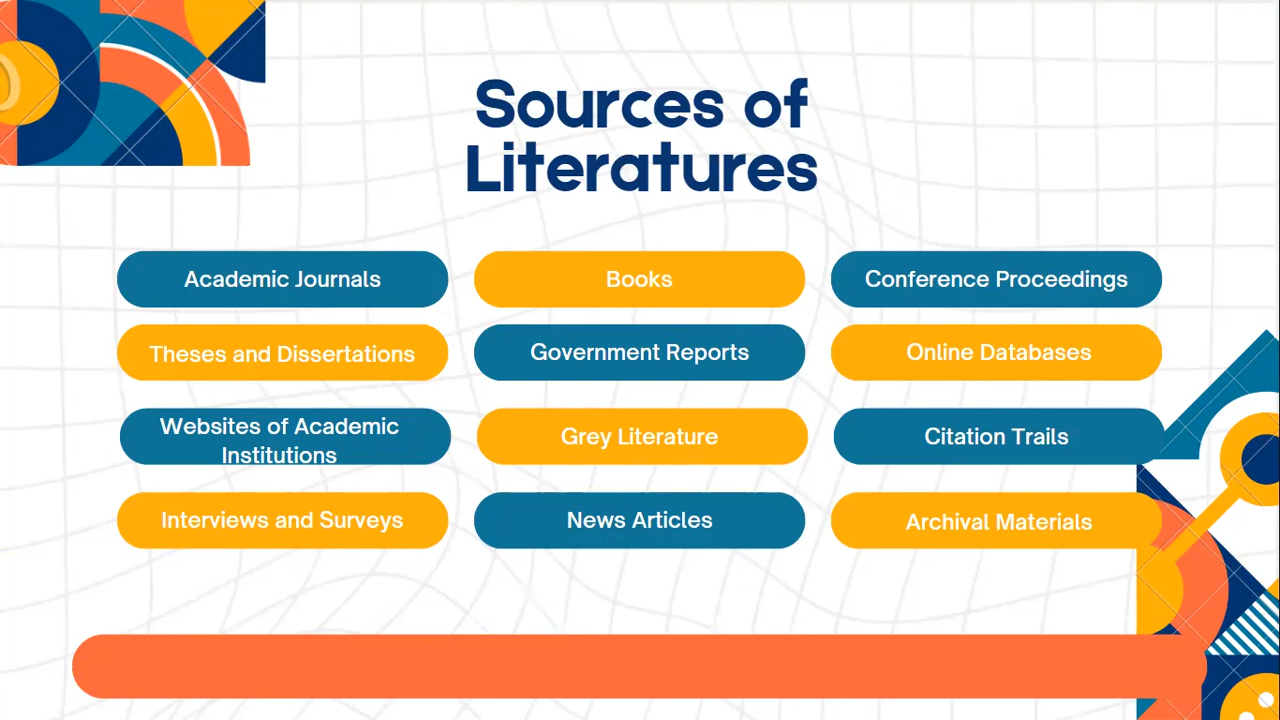 Sources of
Literatures
Academic Journals
Books
Conference Proceedings
Theses and Dissertations
Government Reports
Online Databases
Websites of Academic
Institutions
Grey Literature
Citation Trails
Interviews and Surveys
News Articles
Archival Materials